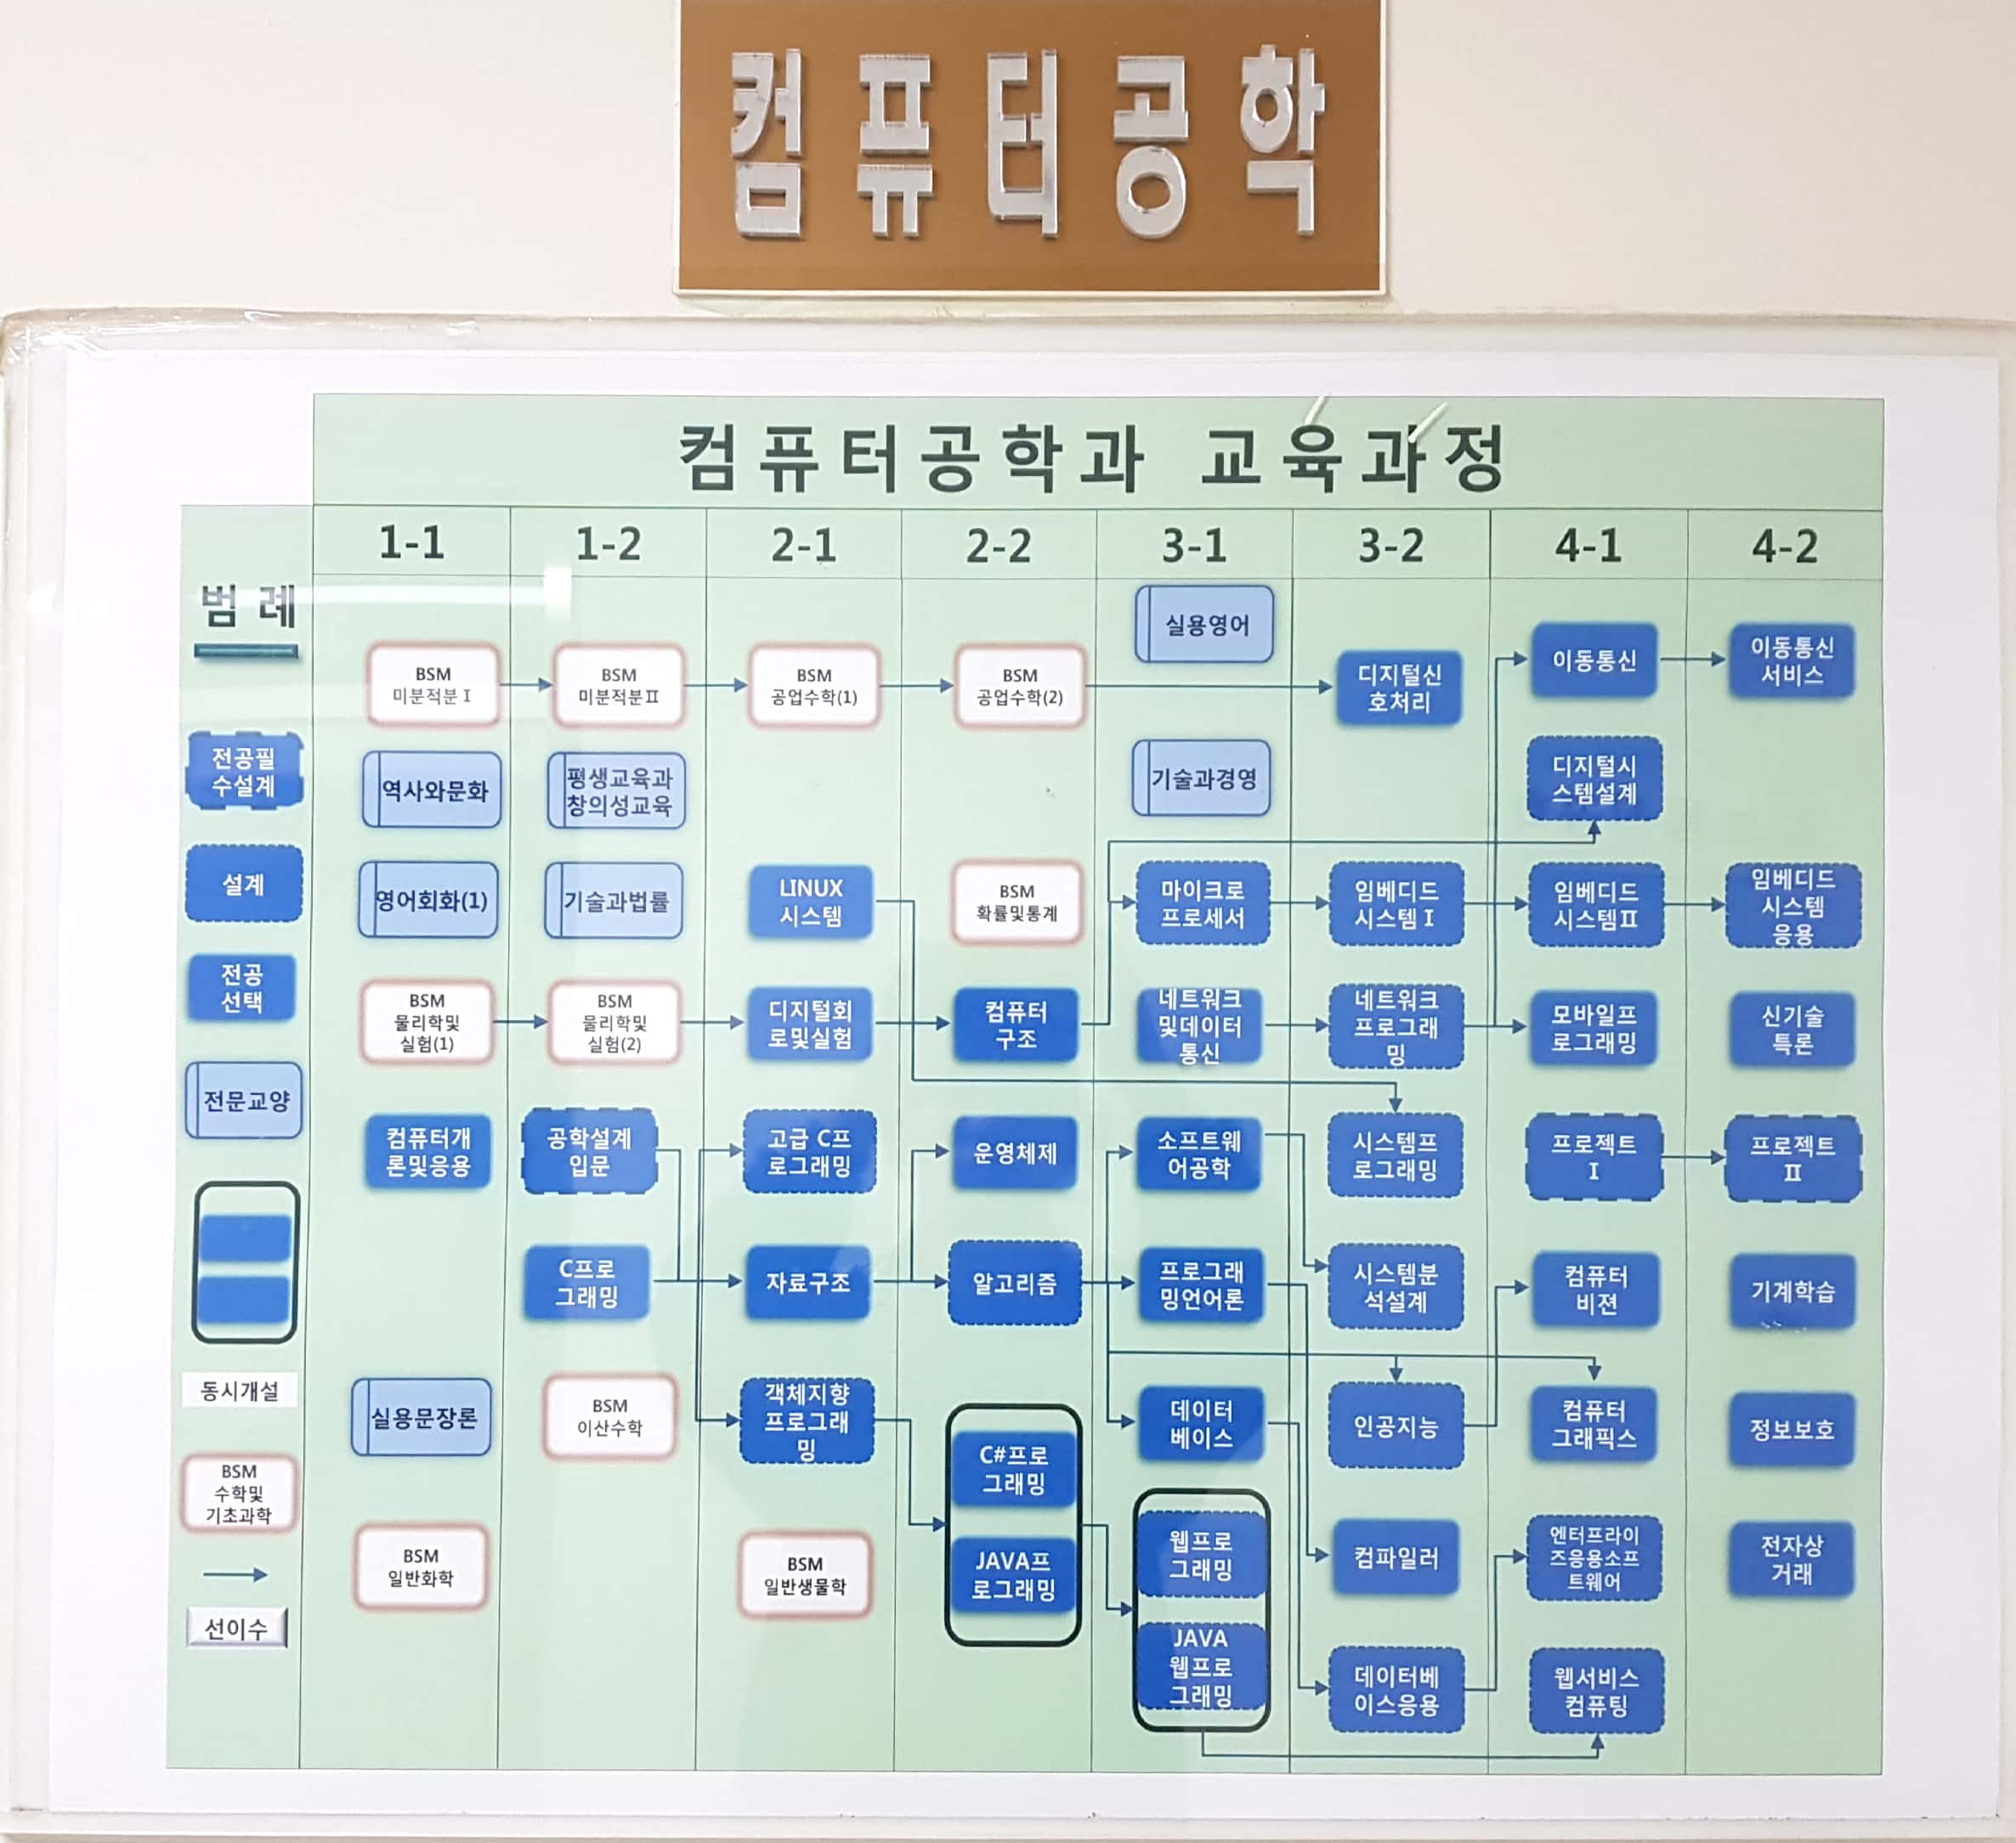 컴퓨터공학
컴퓨터공학과 교육과정
1-1
1-2
2-1
2-2
3-1
3-2
4-1
4-2
범 례
전공필
수설계
설계
전공
선택
전문교양
동시개설
BSM
수학및
기초과학
선이수
BSM
미분적분Ⅰ
역사와문화
영어회화(1)
BSM
물리학및
실험(1)
컴퓨터개
론및응용
실용문장론
BSM
일반화학
BSM
미분적분Ⅱ
평생교육과
창의성교육
기술과법률
BSM
물리학및
실험(2)
공학설계
입문
C프로
그래밍
BSM
이산수학
BSM
공업수학(1)
LINUX
시스템
디지털회
로및실험
고급 C프
로그래밍
자료구조
객체지향
프로그래
밍
BSM
일반생물학
BSM
공업수학(2)
BSM
확률및통계
컴퓨터
구조
운영체제
알고리즘
C#프로
그래밍
JAVA프
로그래밍
실용영어
기술과경영
마이크로
프로세서
네트워크
및데이터
통신
소프트웨
어공학
프로그래
밍언어론
데이터
베이스
웹프로
그래밍
JAVA
웹프로
그래밍
디지털신
호처리
임베디드
시스템Ⅰ
네트워크
프로그래
밍
시스템프
로그래밍
시스템분
석설계
인공지능
컴파일러
데이터베
이스응용
이동통신
디지털시
스템설계
임베디드
시스템Ⅱ
모바일프
로그래밍
프로젝트
Ⅰ
컴퓨터
비젼
컴퓨터
그래픽스
엔터프라이
즈응용소프
트웨어
웹서비스
컴퓨팅
이동통신
서비스
임베디드
시스템
응용
신기술
특론
프로젝트
Ⅱ
기계학습
정보보호
전자상
거래